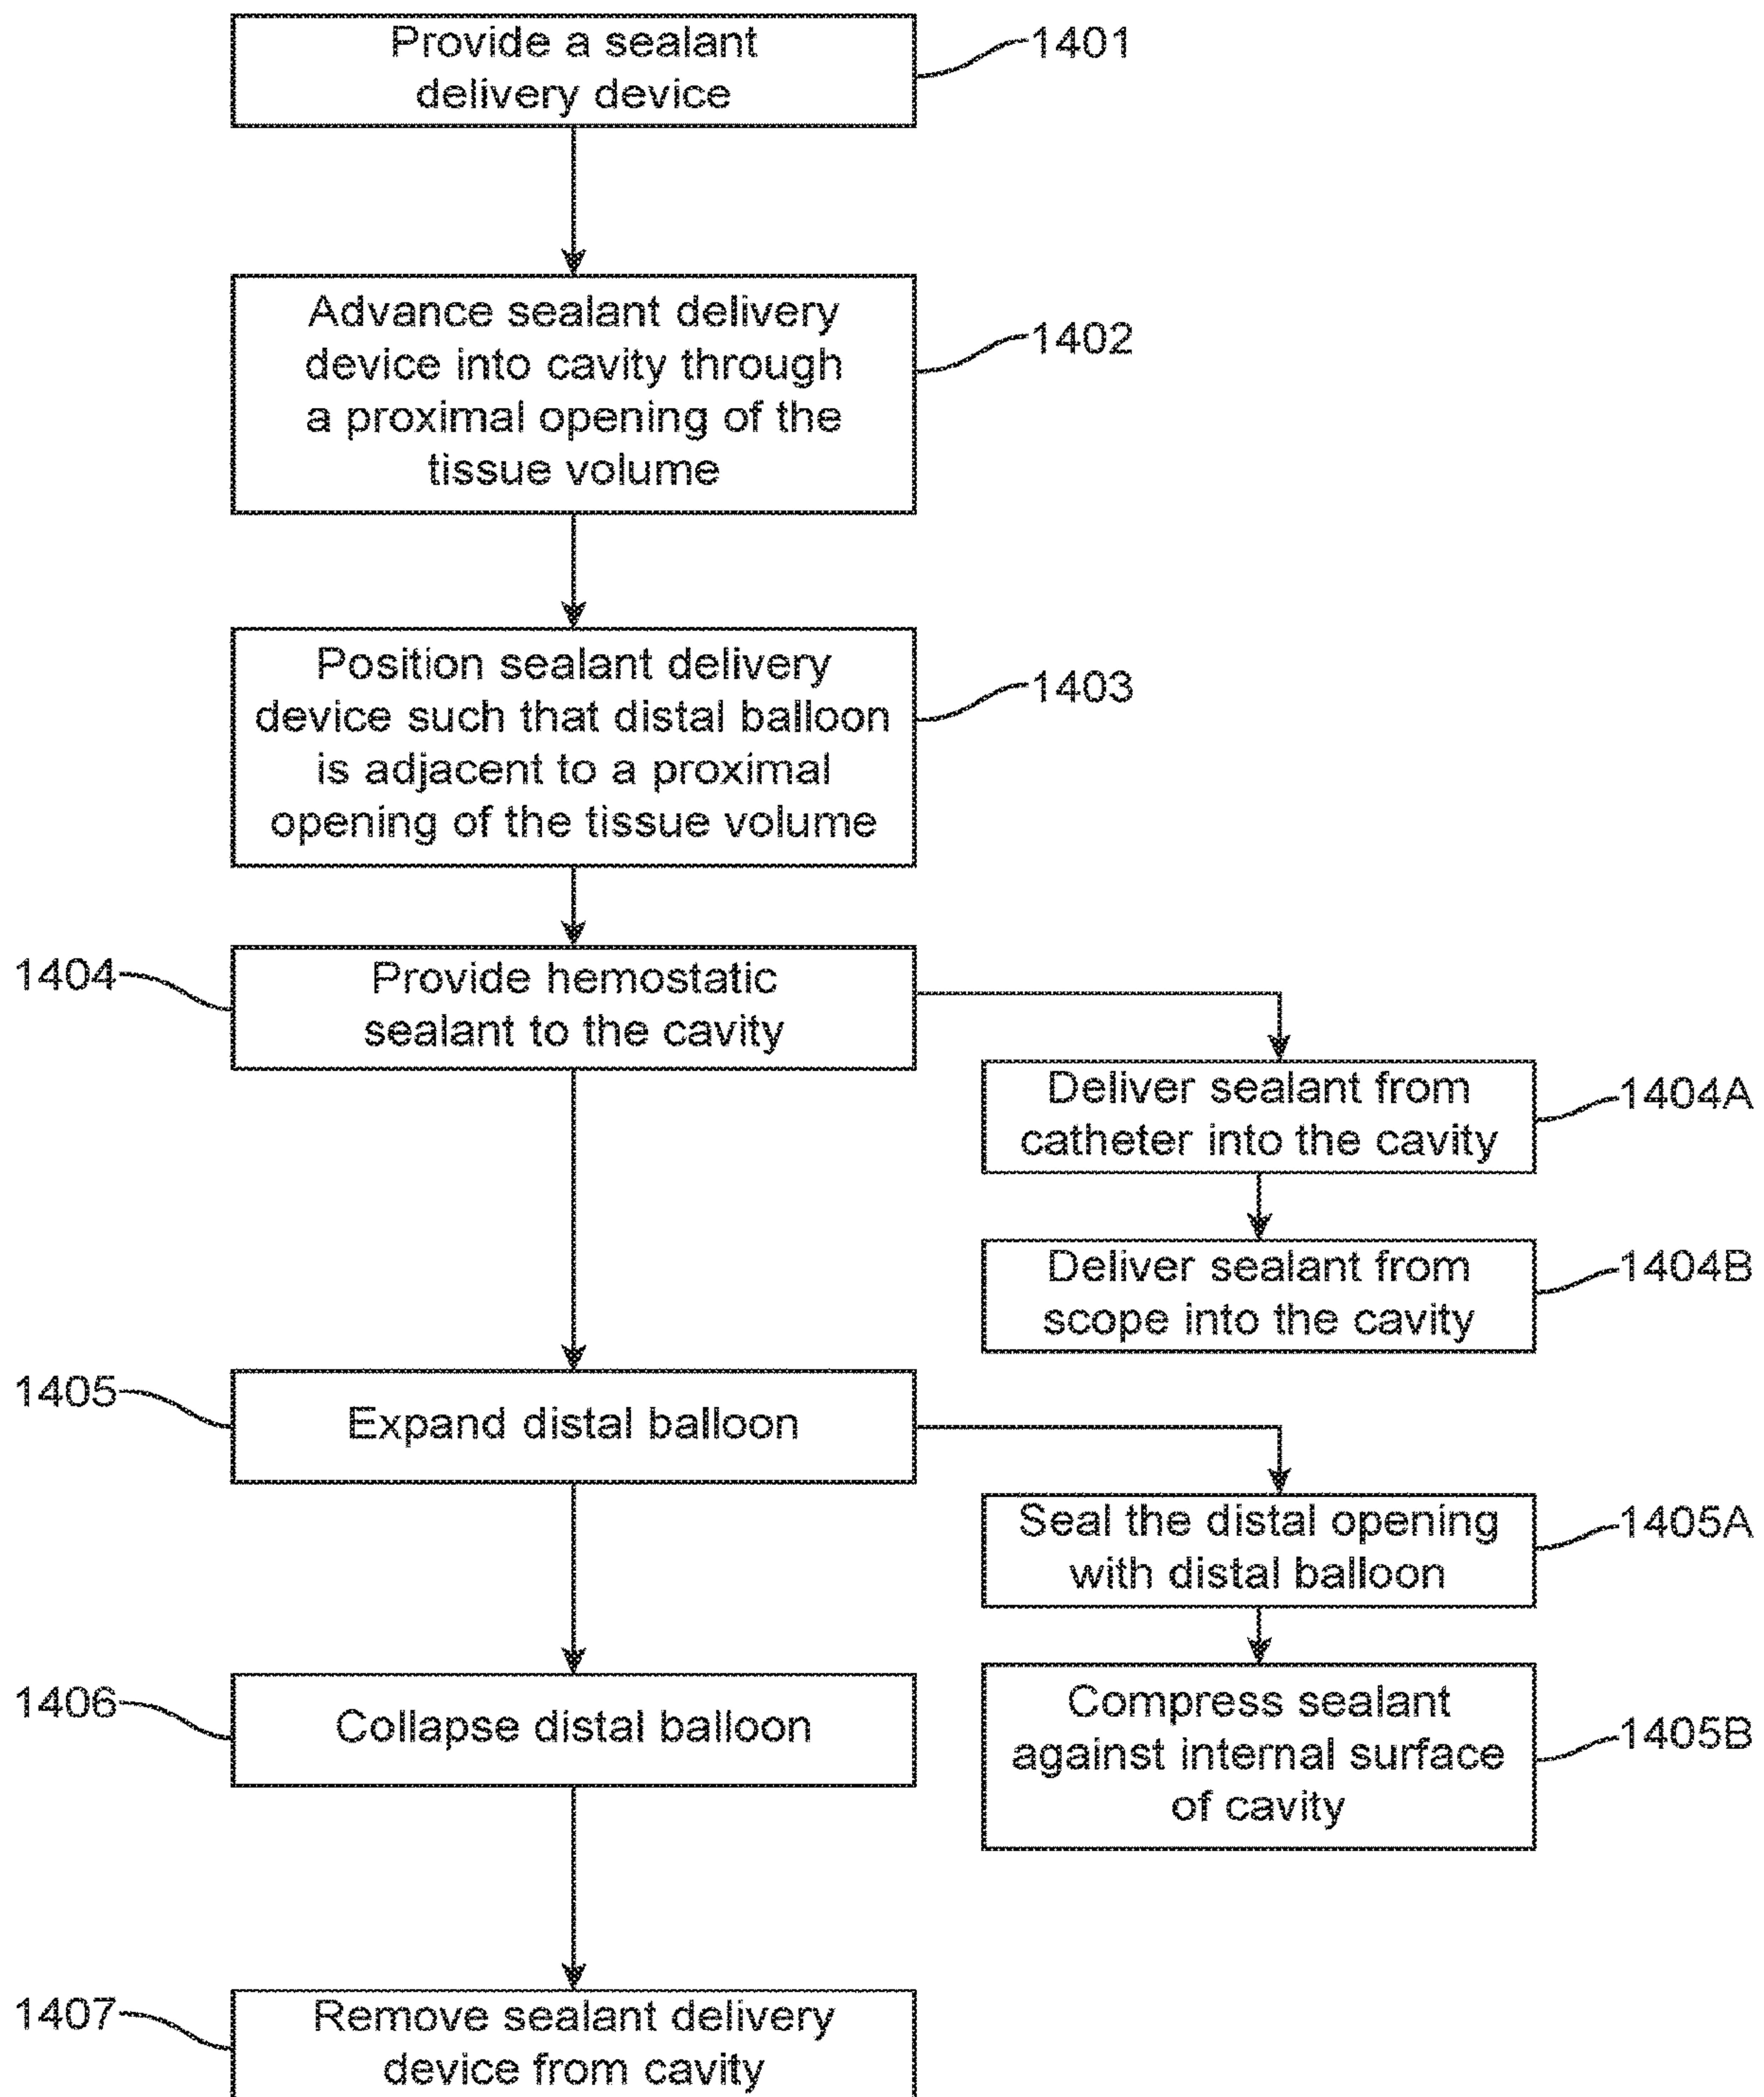 Provide a sealant
delivery device
1401
Advance sealant delivery
device into cavity through
a proximal opening of the
tissue volume
1402
Position sealant delivery
device such that distal balloon
is adjacent to a proximal
opening of the tissue volume
1403
1404
Provide hemostatic
sealant to the cavity
Deliver sealant from
catheter into the cavity
1404A
Deliver sealant from
scope into the cavity
1404B
1405
Expand distal balloon
Seal the distal opening
with distal balloon
1405A
Compress sealant
against internal surface
of cavity
1405B
1406
Collapse distal balloon
1407
Remove sealant delivery
device from cavity